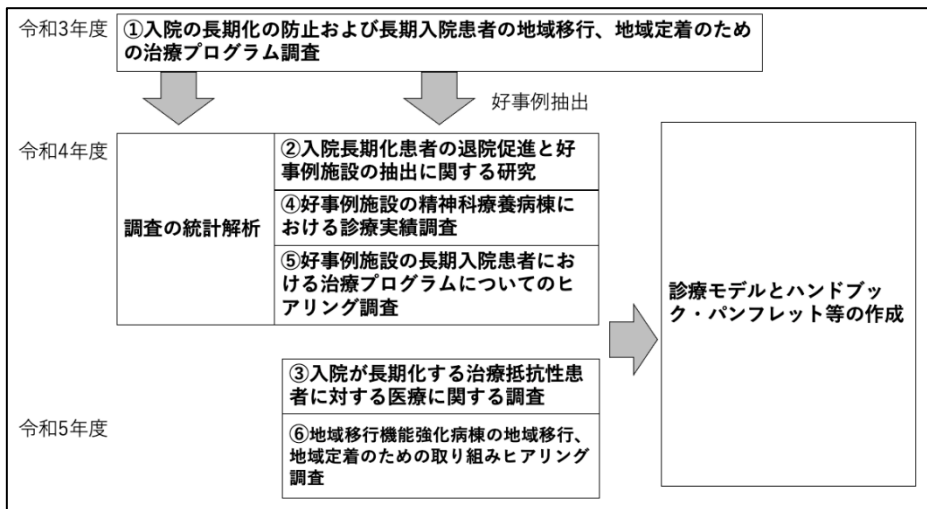 令和3年度
①入院の長期化の防止および長期入院患者の地域移行、地域定着のため
の治療プログラム調査
好事例抽出
令和4年度
調査の統計解析
②入院長期化患者の退院促進と好
事例施設の抽出に関する研究
④好事例施設の精神科療養病棟に
おける診療実績調査
⑤好事例施設の長期入院患者にお
ける治療プログラムについてのヒ
アリング調査
診療モデルとハンドブッ
ク・パンフレット等の作成
③入院が長期化する治療抵抗性患
者に対する医療に関する調査
令和5年度
⑥地域移行機能強化病棟の地域移行、
地域定着のための取り組みヒアリング
調査